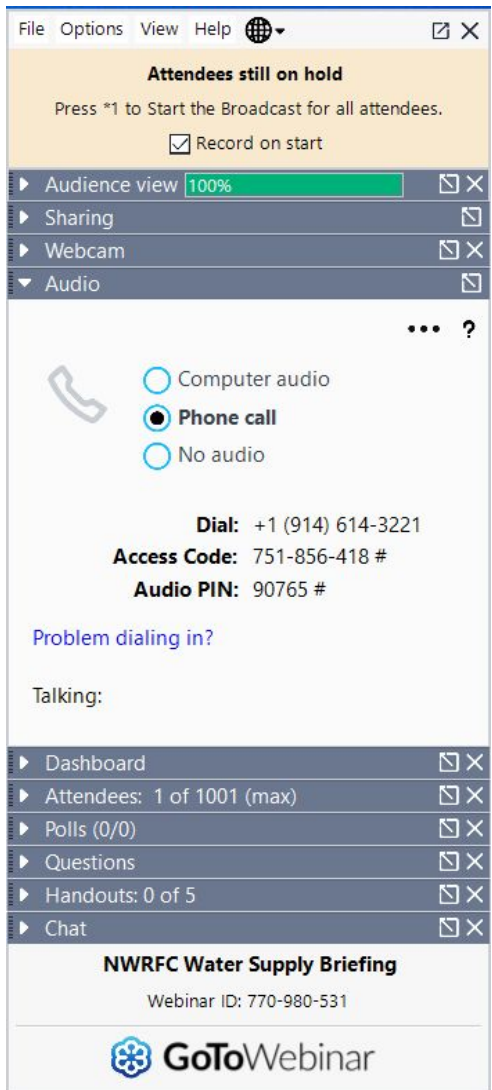 File Options View Help
Attendees still on hold
Press *1 to Start the Broadcast for all attendees.
Record on start
Audience view 100%
Sharing
Webcam
Audio
••• ?
Computer audio
Phone call
No audio
Dial: +1 (914) 614-3221
Access Code: 751-856-418 #
Audio PIN: 90765 #
Problem dialing in?
Talking:
Dashboard
Attendees: 1 of 1001 (max)
Polls (0/0)
Questions
Handouts: 0 of 5
Chat
NWRFC Water Supply Briefing
Webinar ID: 770-980-531
GoToWebinar